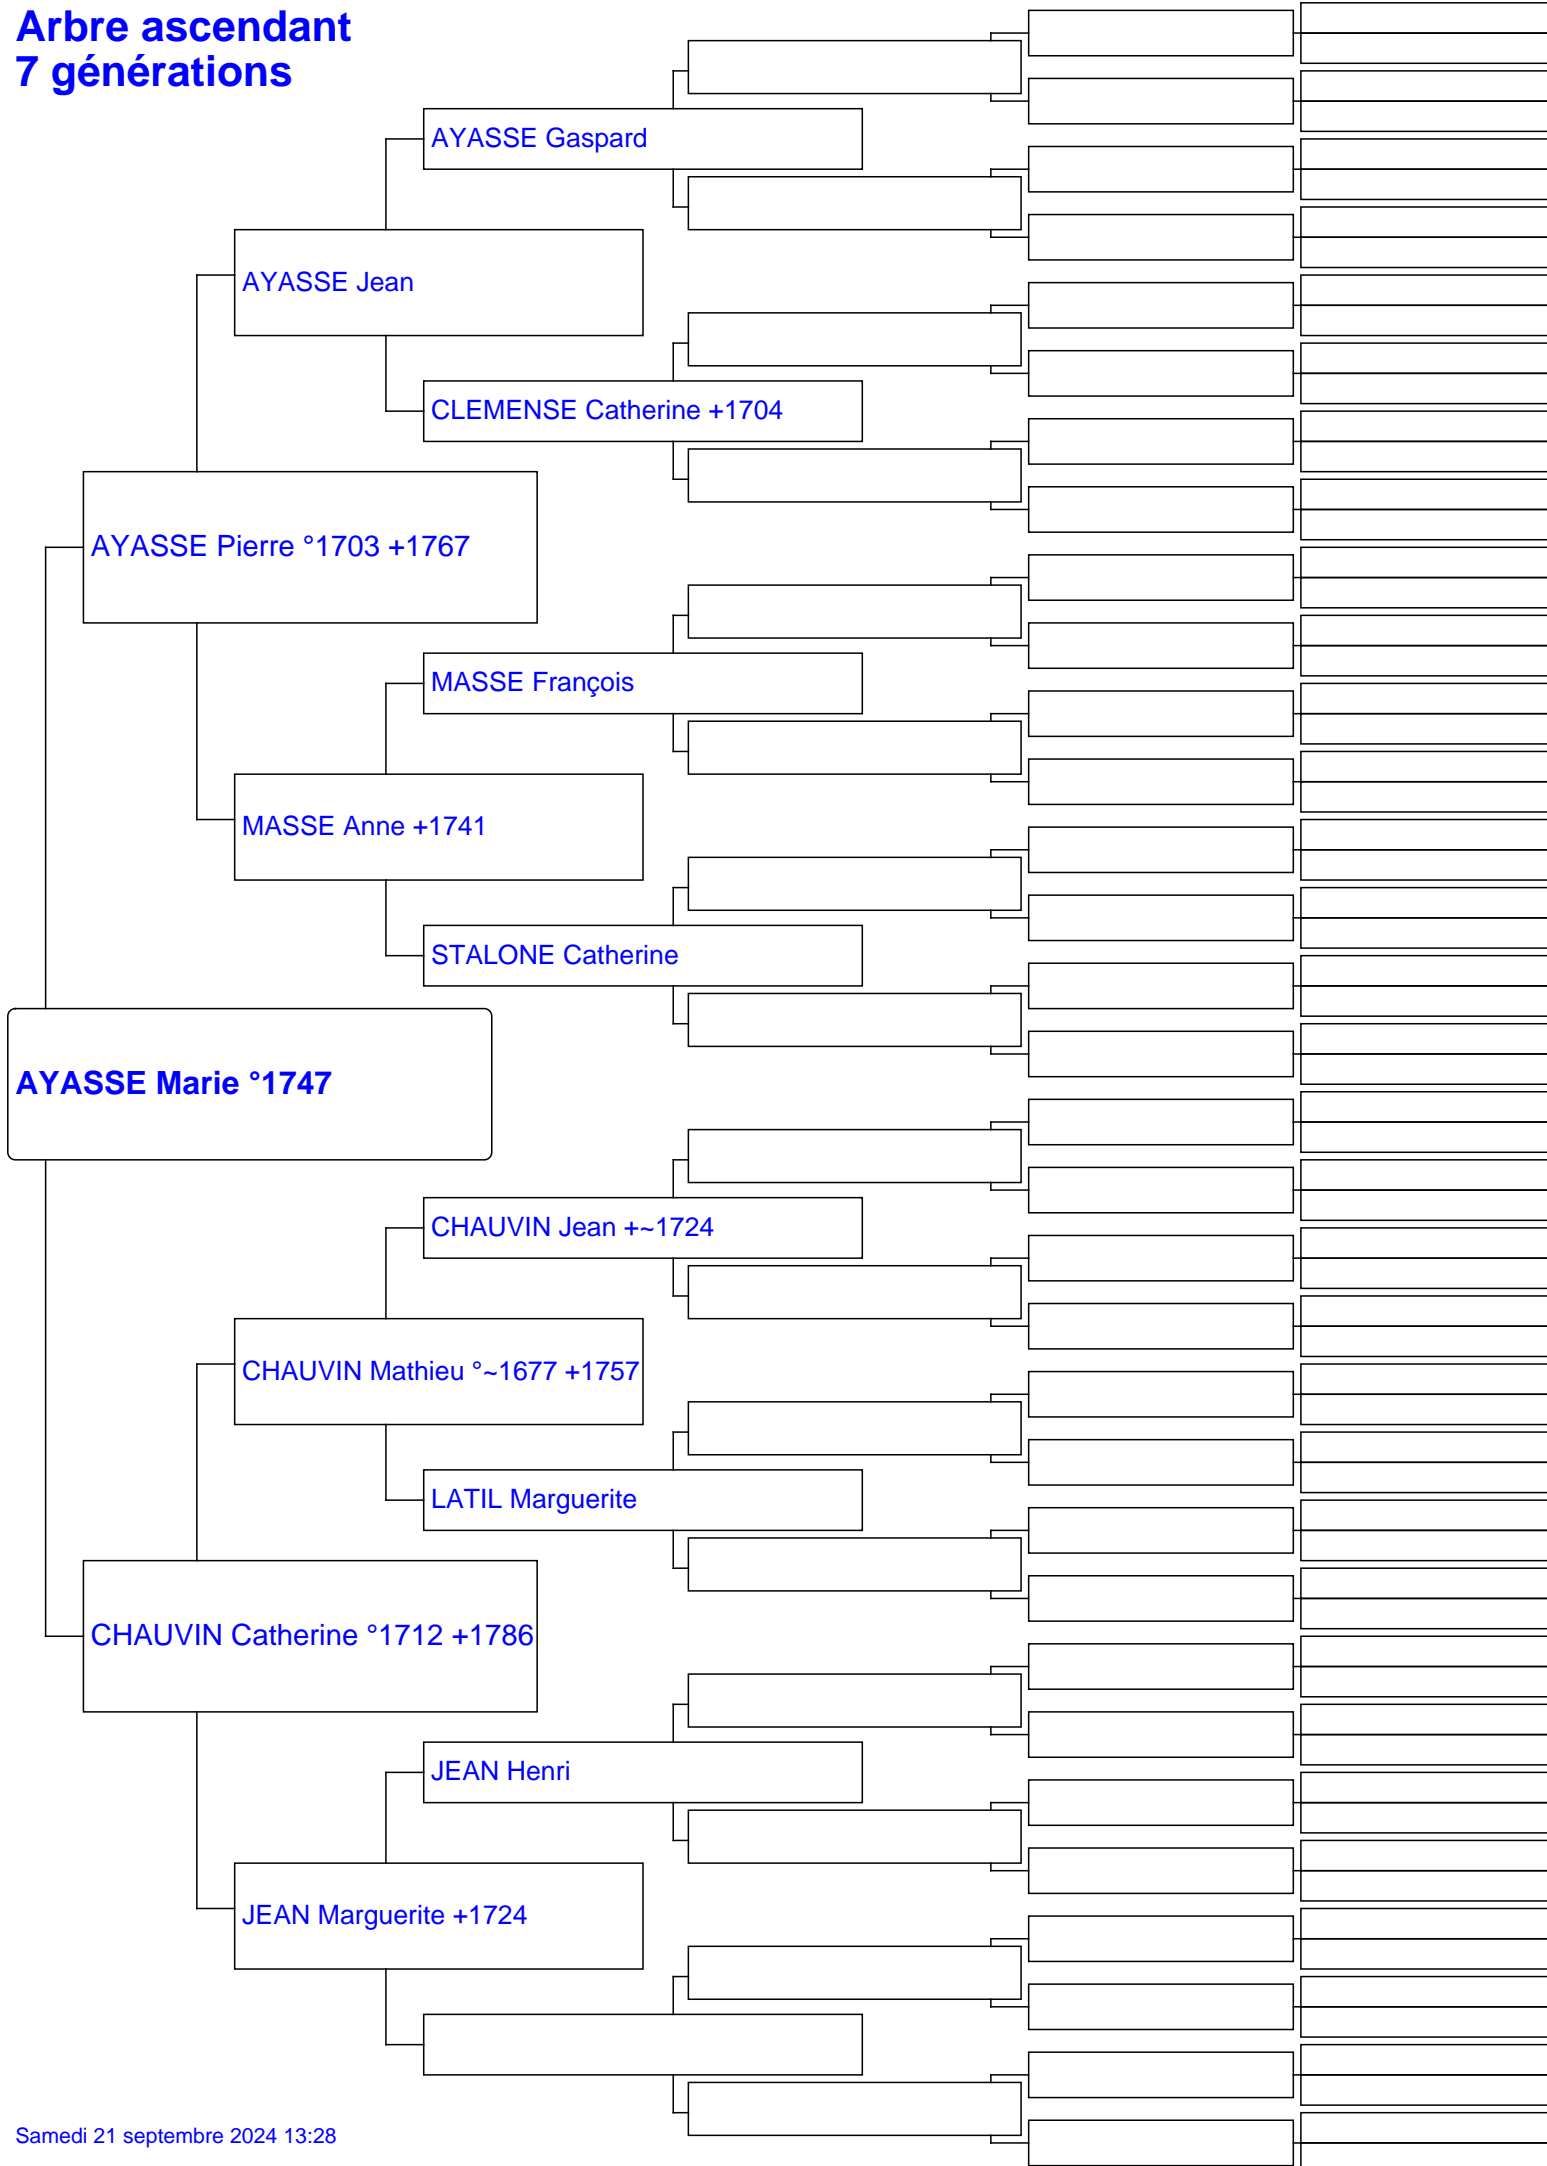 Arbre ascendant
7 générations
AYASSE Gaspard
AYASSE Jean
CLEMENSE Catherine +1704
AYASSE Pierre °1703 +1767
MASSE François
MASSE Anne +1741
STALONE Catherine
AYASSE Marie °1747
CHAUVIN Jean +~1724
CHAUVIN Mathieu °~1677 +1757
LATIL Marguerite
CHAUVIN Catherine °1712 +1786
JEAN Henri
JEAN Marguerite +1724
Samedi 21 septembre 2024 13:28